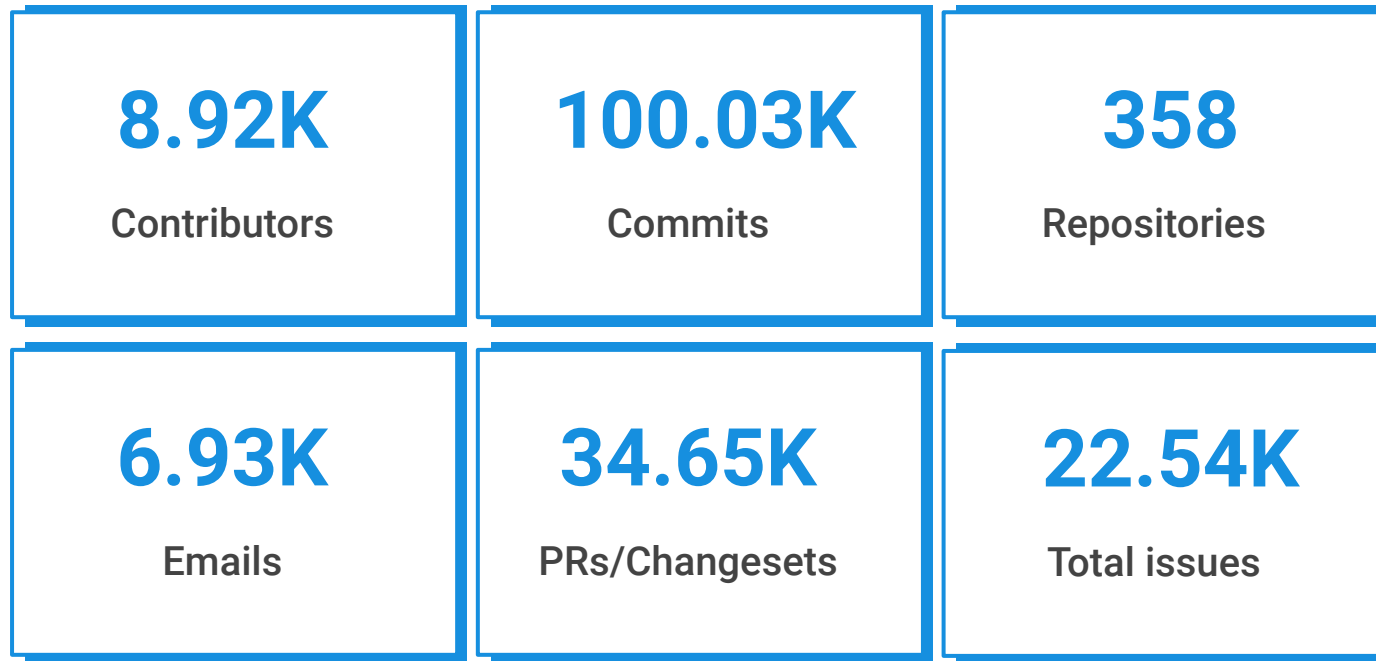 8.92K
Contributors
100.03K
Commits
358
Repositories
6.93K
Emails
34.65K
PRs/Changesets
22.54K
Total issues